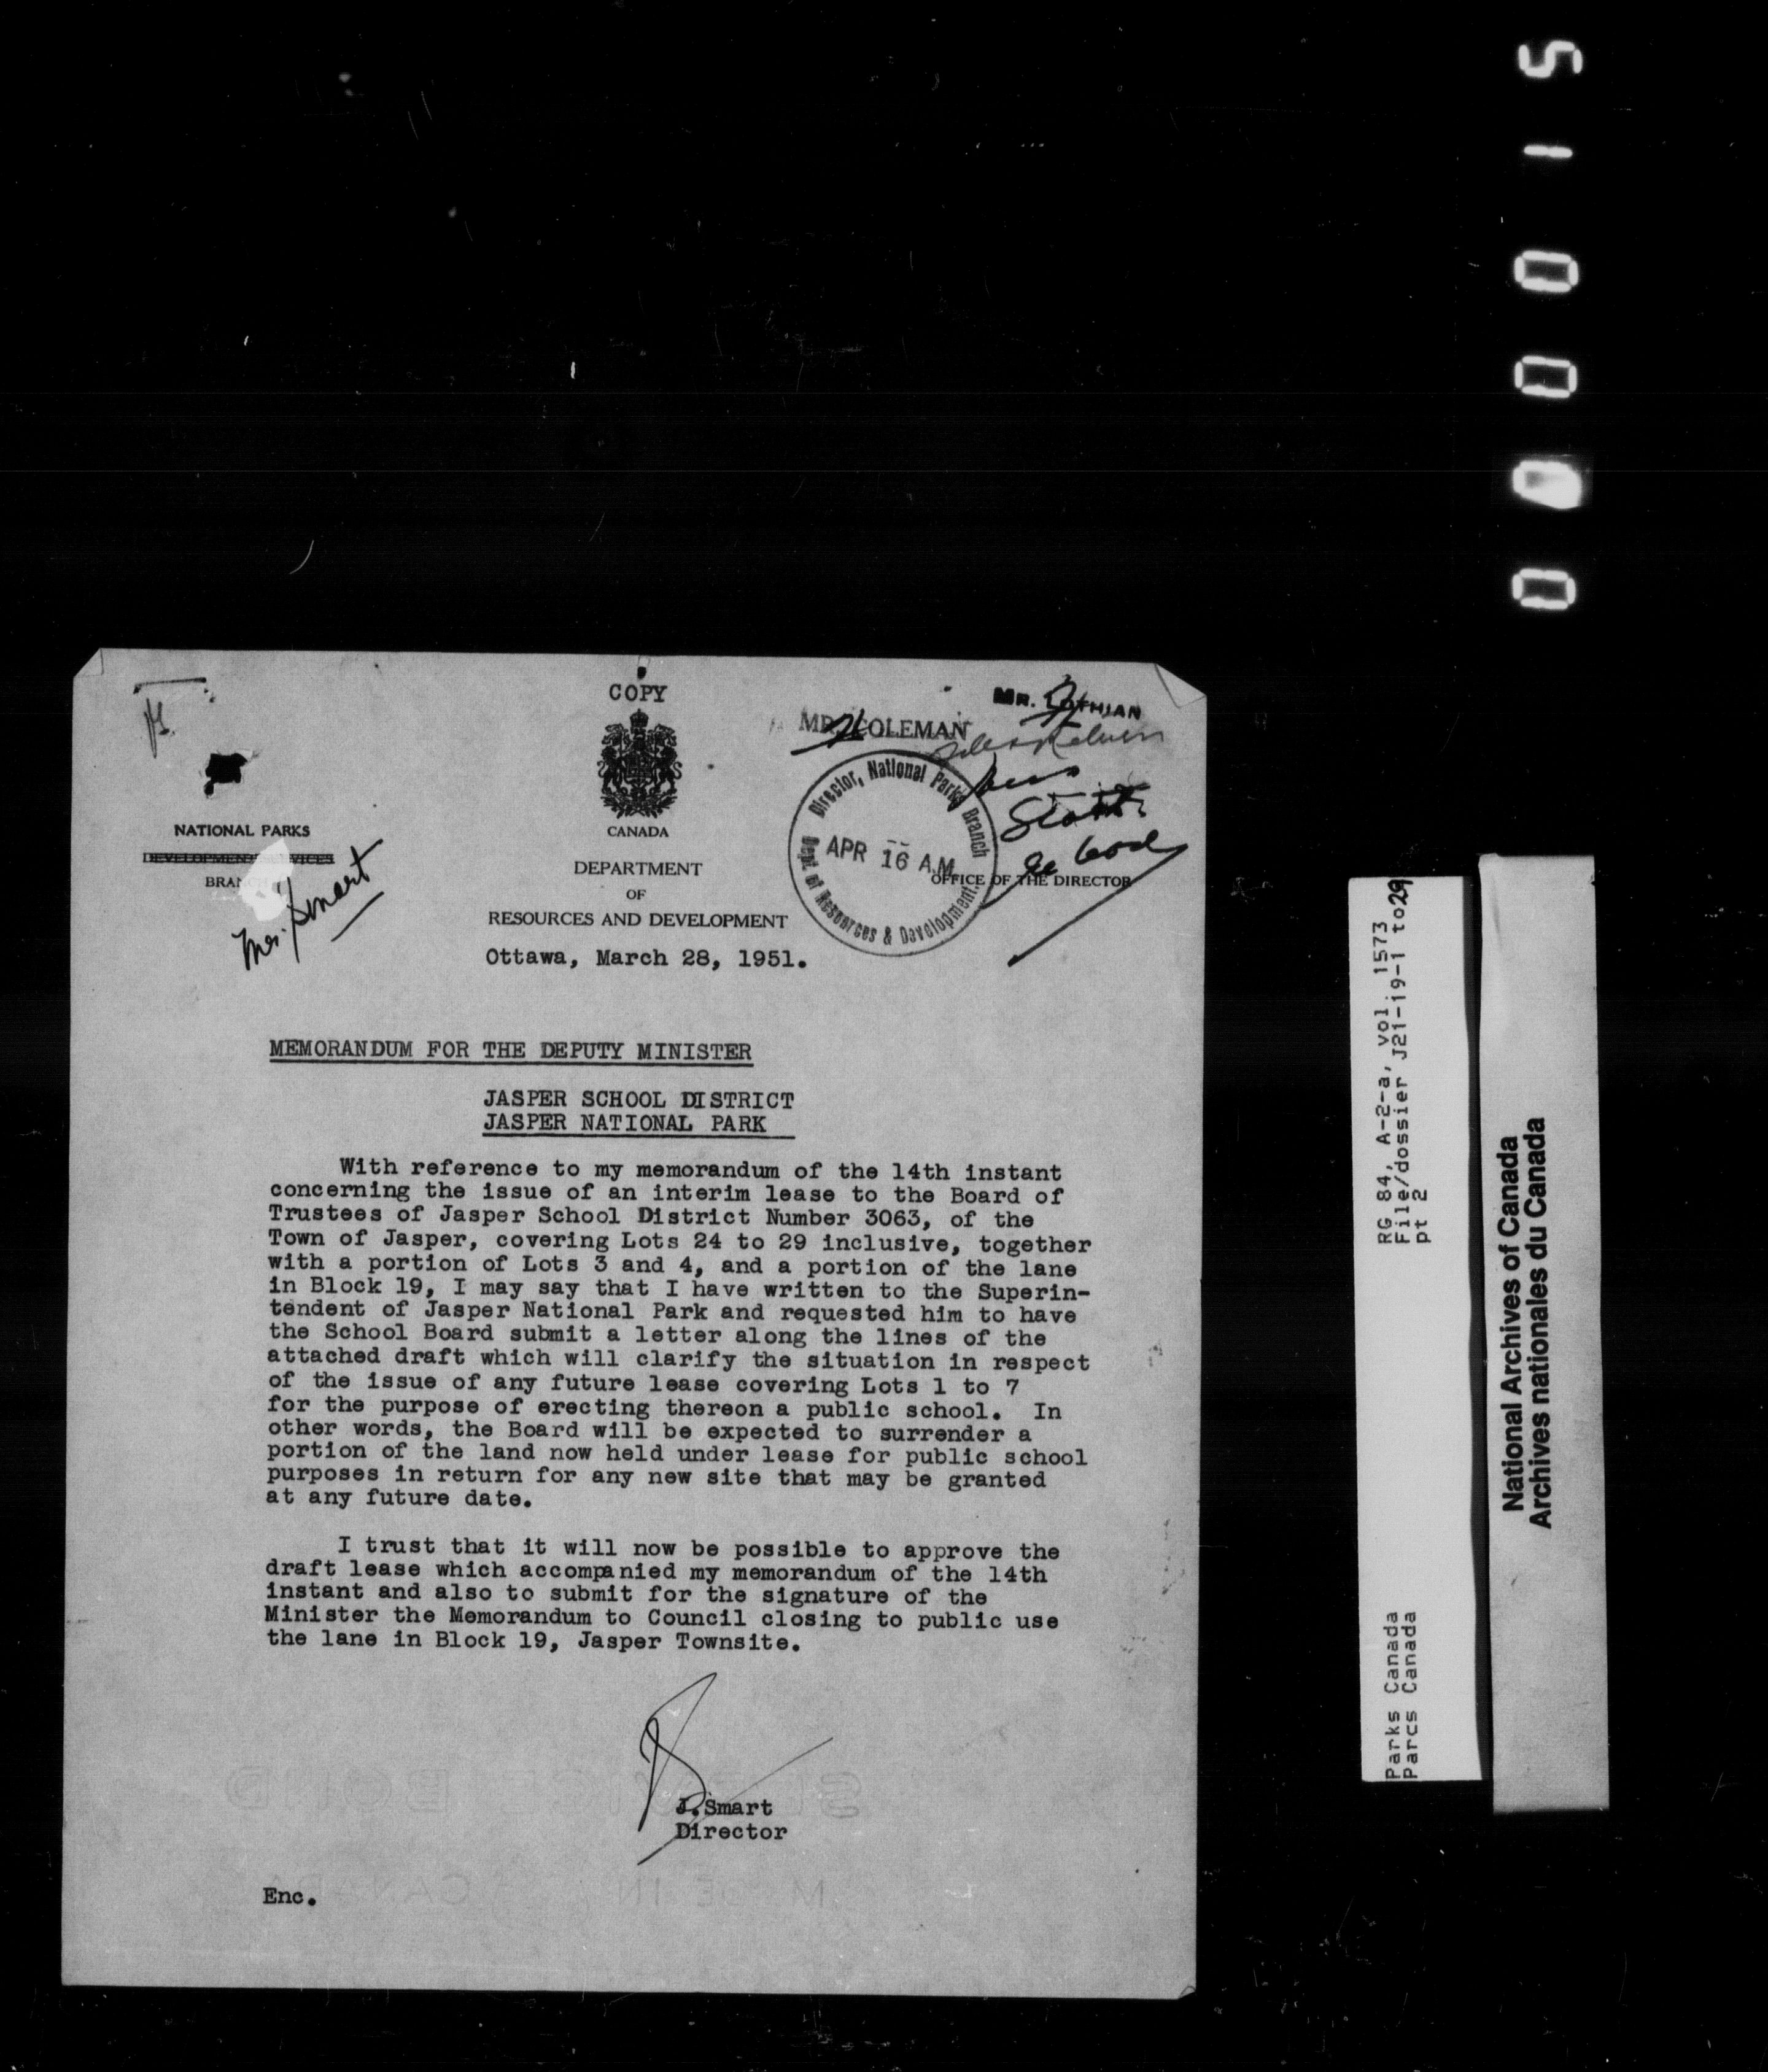 COPY
MR. COLEMAN
MR. LOTHIAN
Scott
NATIONAL PARKS
DEVELOPMENT SERVICES
BRANCH
Mr. Smart
CANADA
DEPARTMENT
OF
RESOURCES AND DEVELOPMENT
Director, National Parks Branch
APR 16 A.M.
Dept. of Resources & Development.
OFFICE OF THE DIRECTOR
Ottawa, March 28, 1951.
MEMORANDUM FOR THE DEPUTY MINISTER
JASPER SCHOOL DISTRICT
JASPER NATIONAL PARK
With reference to my memorandum of the 14th instant
concerning the issue of an interim lease to the Board of
Trustees of Jasper School District Number 3063, of the
Town of Jasper, covering Lots 24 to 29 inclusive, together
with a portion of Lots 3 and 4, and a portion of the lane
in Block 19, I may say that I have written to the Superin-
tendent of Jasper National Park and requested him to have
the School Board submit a letter along the lines of the
attached draft which will clarify the situation in respect
of the issue of any future lease covering Lots 1 to 7
for the purpose of erecting thereon a public school. In
other words, the Board will be expected to surrender a
portion of the land now held under lease for public school
purposes in return for any new site that may be granted
at any future date.
I trust that it will now be possible to approve the
draft lease which accompanied my memorandum of the 14th
instant and also to submit for the signature of the
Minister the Memorandum to Council closing to public use
the lane in Block 19, Jasper Townsite.
J. Smart
Director
Enc.
Parks Canada
Parcs Canada
RG 84, A-2-a, vol. 1573
File/dossier J21-19-1 to 29
pt 2
National Archives of Canada
Archives nationales du Canada